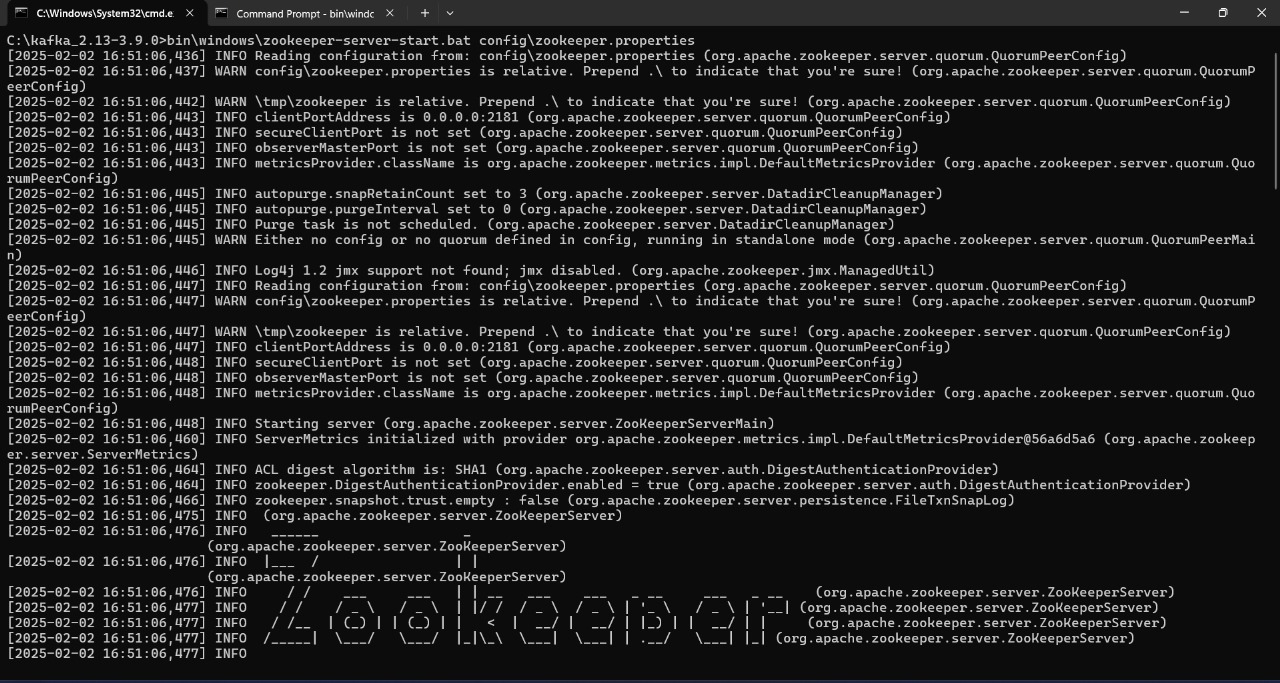 C:\Windows\System32\cmd.e
Command Prompt - bin\windc
C:\kafka_2.13-3.9.0>bin\windows\zookeeper-server-start.bat config\zookeeper.properties
[2025-02-02 16:51:06,436] INFO Reading configuration from: config\zookeeper.properties (org.apache.zookeeper.server.quorum.QuorumPeerConfig)
[2025-02-02 16:51:06,437] WARN config\zookeeper.properties is relative. Prepend .\ to indicate that you're sure! (org.apache.zookeeper.server.quorum.QuorumP
eerConfig)
[2025-02-02 16:51:06,442] WARN \tmp\zookeeper is relative. Prepend .\ to indicate that you're sure! (org.apache.zookeeper.server.quorum.QuorumPeerConfig)
[2025-02-02 16:51:06,443] INFO clientPortAddress is 0.0.0.0:2181 (org.apache.zookeeper.server.quorum.QuorumPeerConfig)
[2025-02-02 16:51:06,443] INFO secureClientPort is not set (org.apache.zookeeper.server.quorum.QuorumPeerConfig)
[2025-02-02 16:51:06,443] INFO observerMasterPort is not set (org.apache.zookeeper.server.quorum.QuorumPeerConfig)
[2025-02-02 16:51:06,443] INFO metricsProvider.className is org.apache.zookeeper.metrics.impl.DefaultMetricsProvider (org.apache.zookeeper.server.quorum.Quo
rumPeerConfig)
[2025-02-02 16:51:06,445] INFO autopurge.snapRetainCount set to 3 (org.apache.zookeeper.server.DatadirCleanupManager)
[2025-02-02 16:51:06,445] INFO autopurge.purgeInterval set to 0 (org.apache.zookeeper.server.DatadirCleanupManager)
[2025-02-02 16:51:06,445] INFO Purge task is not scheduled. (org.apache.zookeeper.server.DatadirCleanupManager)
[2025-02-02 16:51:06,445] WARN Either no config or no quorum defined in config, running in standalone mode (org.apache.zookeeper.server.quorum.QuorumPeerMai
n)
[2025-02-02 16:51:06,446] INFO Log4j 1.2 jmx support not found; jmx disabled. (org.apache.zookeeper.jmx.ManagedUtil)
[2025-02-02 16:51:06,447] INFO Reading configuration from: config\zookeeper.properties (org.apache.zookeeper.server.quorum.QuorumPeerConfig)
[2025-02-02 16:51:06,447] WARN config\zookeeper.properties is relative. Prepend .\ to indicate that you're sure! (org.apache.zookeeper.server.quorum.QuorumP
eerConfig)
[2025-02-02 16:51:06,447] WARN \tmp\zookeeper is relative. Prepend .\ to indicate that you're sure! (org.apache.zookeeper.server.quorum.QuorumPeerConfig)
[2025-02-02 16:51:06,447] INFO clientPortAddress is 0.0.0.0:2181 (org.apache.zookeeper.server.quorum.QuorumPeerConfig)
[2025-02-02 16:51:06,448] INFO secureClientPort is not set (org.apache.zookeeper.server.quorum.QuorumPeerConfig)
[2025-02-02 16:51:06,448] INFO observerMasterPort is not set (org.apache.zookeeper.server.quorum.QuorumPeerConfig)
[2025-02-02 16:51:06,448] INFO metricsProvider.className is org.apache.zookeeper.metrics.impl.DefaultMetricsProvider (org.apache.zookeeper.server.quorum.Quo
rumPeerConfig)
[2025-02-02 16:51:06,448] INFO Starting server (org.apache.zookeeper.server.ZooKeeperServerMain)
[2025-02-02 16:51:06,460] INFO ServerMetrics initialized with provider org.apache.zookeeper.metrics.impl.DefaultMetricsProvider@56a6d5a6 (org.apache.zookeep
er.server.ServerMetrics)
[2025-02-02 16:51:06,464] INFO ACL digest algorithm is: SHA1 (org.apache.zookeeper.server.auth.DigestAuthenticationProvider)
[2025-02-02 16:51:06,464] INFO zookeeper.DigestAuthenticationProvider.enabled = true (org.apache.zookeeper.server.auth.DigestAuthenticationProvider)
[2025-02-02 16:51:06,466] INFO zookeeper.snapshot.trust.empty : false (org.apache.zookeeper.server.persistence.FileTxnSnapLog)
[2025-02-02 16:51:06,475] INFO  (org.apache.zookeeper.server.ZooKeeperServer)
[2025-02-02 16:51:06,476] INFO   ______                  _
(org.apache.zookeeper.server.ZooKeeperServer)
[2025-02-02 16:51:06,476] INFO  |___  /                 | |
(org.apache.zookeeper.server.ZooKeeperServer)
[2025-02-02 16:51:06,476] INFO     / /    ___     ___   | | __   ___    ___   _ __     ___   _ __    (org.apache.zookeeper.server.ZooKeeperServer)
[2025-02-02 16:51:06,477] INFO    / /    / _ \   / _ \  | |/ /  / _ \  / _ \ | '_ \   / _ \ | '__| (org.apache.zookeeper.server.ZooKeeperServer)
[2025-02-02 16:51:06,477] INFO   / /__  | (_) | | (_) | |   <  |  __/ |  __/ | |_) | |  __/ | |     (org.apache.zookeeper.server.ZooKeeperServer)
[2025-02-02 16:51:06,477] INFO  /_____|  \___/   \___/  |_|\_\  \___|  \___| | .__/   \___| |_| (org.apache.zookeeper.server.ZooKeeperServer)
[2025-02-02 16:51:06,477] INFO